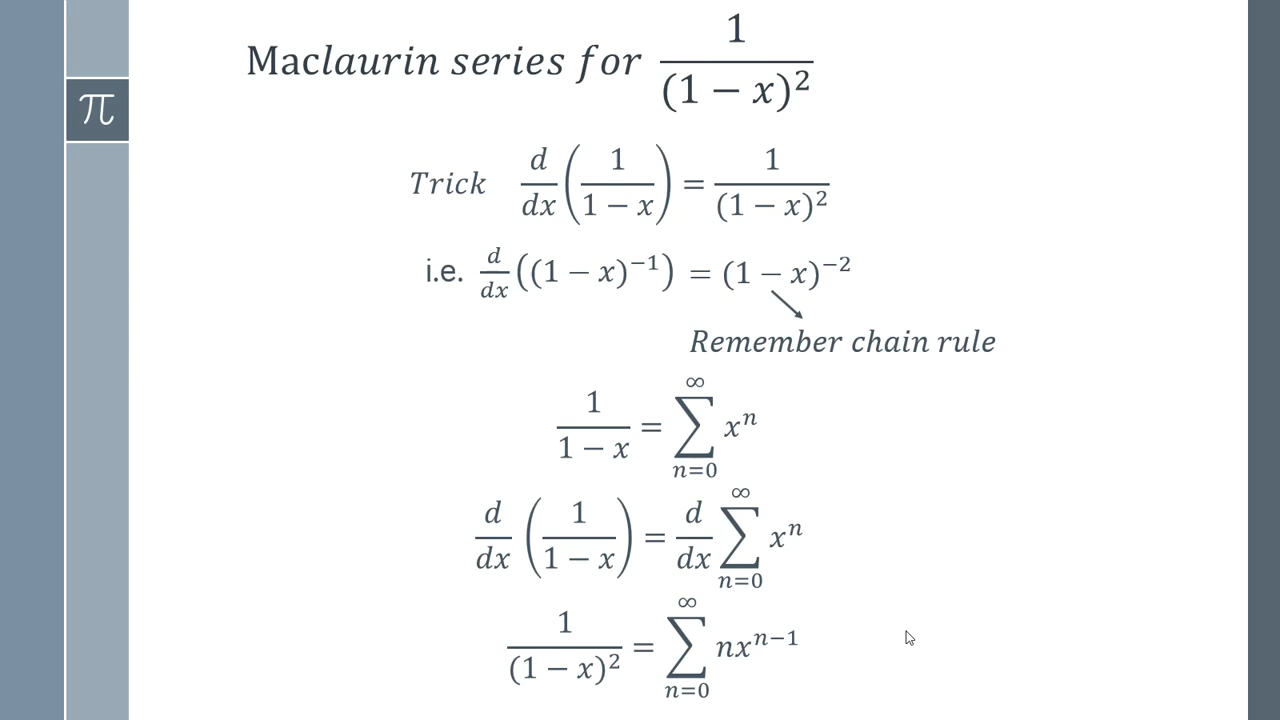 Maclaurin series for 1/(1 − x)²
π
Trick d/dx(1/(1 − x)) = 1/(1 − x)²
i.e. d/dx((1 − x)⁻¹) = (1 − x)⁻²
Remember chain rule
1/(1 − x) = ∑_{n=0}^{∞} xⁿ
d/dx (1/(1 − x)) = d/dx ∑_{n=0}^{∞} xⁿ
1/(1 − x)² = ∑_{n=0}^{∞} nxⁿ⁻¹